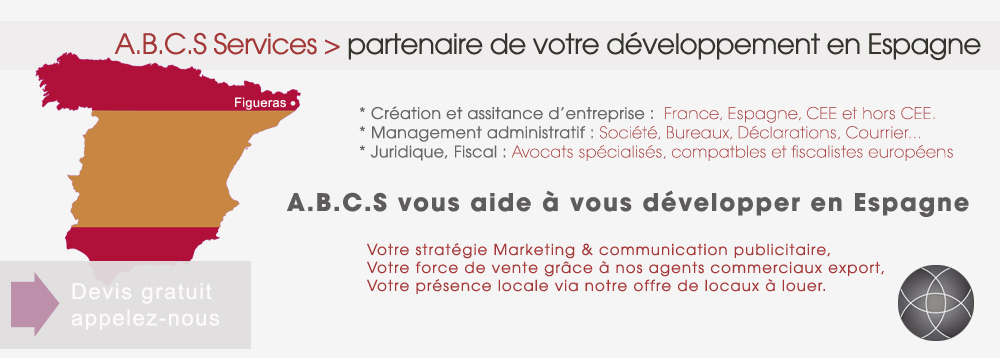 A.B.C.S Services > partenaire de votre développement en Espagne
Figueras
* Création et assitance d'entreprise : France, Espagne, CEE et hors CEE.
* Management administratif : Société, Bureaux, Déclarations, Courrier...
* Juridique, Fiscal : Avocats spécialisés, compatbles et fiscalistes européens
A.B.C.S vous aide à vous développer en Espagne
Votre stratégie Marketing & communication publicitaire,
Votre force de vente grâce à nos agents commerciaux export,
Votre présence locale via notre offre de locaux à louer.
Devis gratuit
appelez-nous